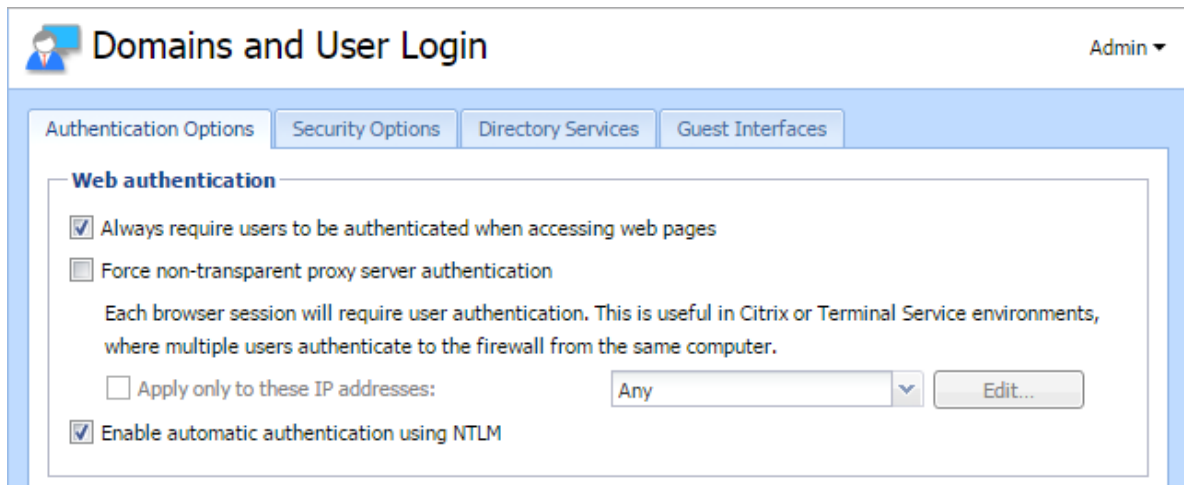 Domains and User Login
Admin
Authentication Options
Security Options
Directory Services
Guest Interfaces
Web authentication
Always require users to be authenticated when accessing web pages
Force non-transparent proxy server authentication
Each browser session will require user authentication. This is useful in Citrix or Terminal Service environments,
where multiple users authenticate to the firewall from the same computer.
Apply only to these IP addresses:
Any
Edit...
Enable automatic authentication using NTLM